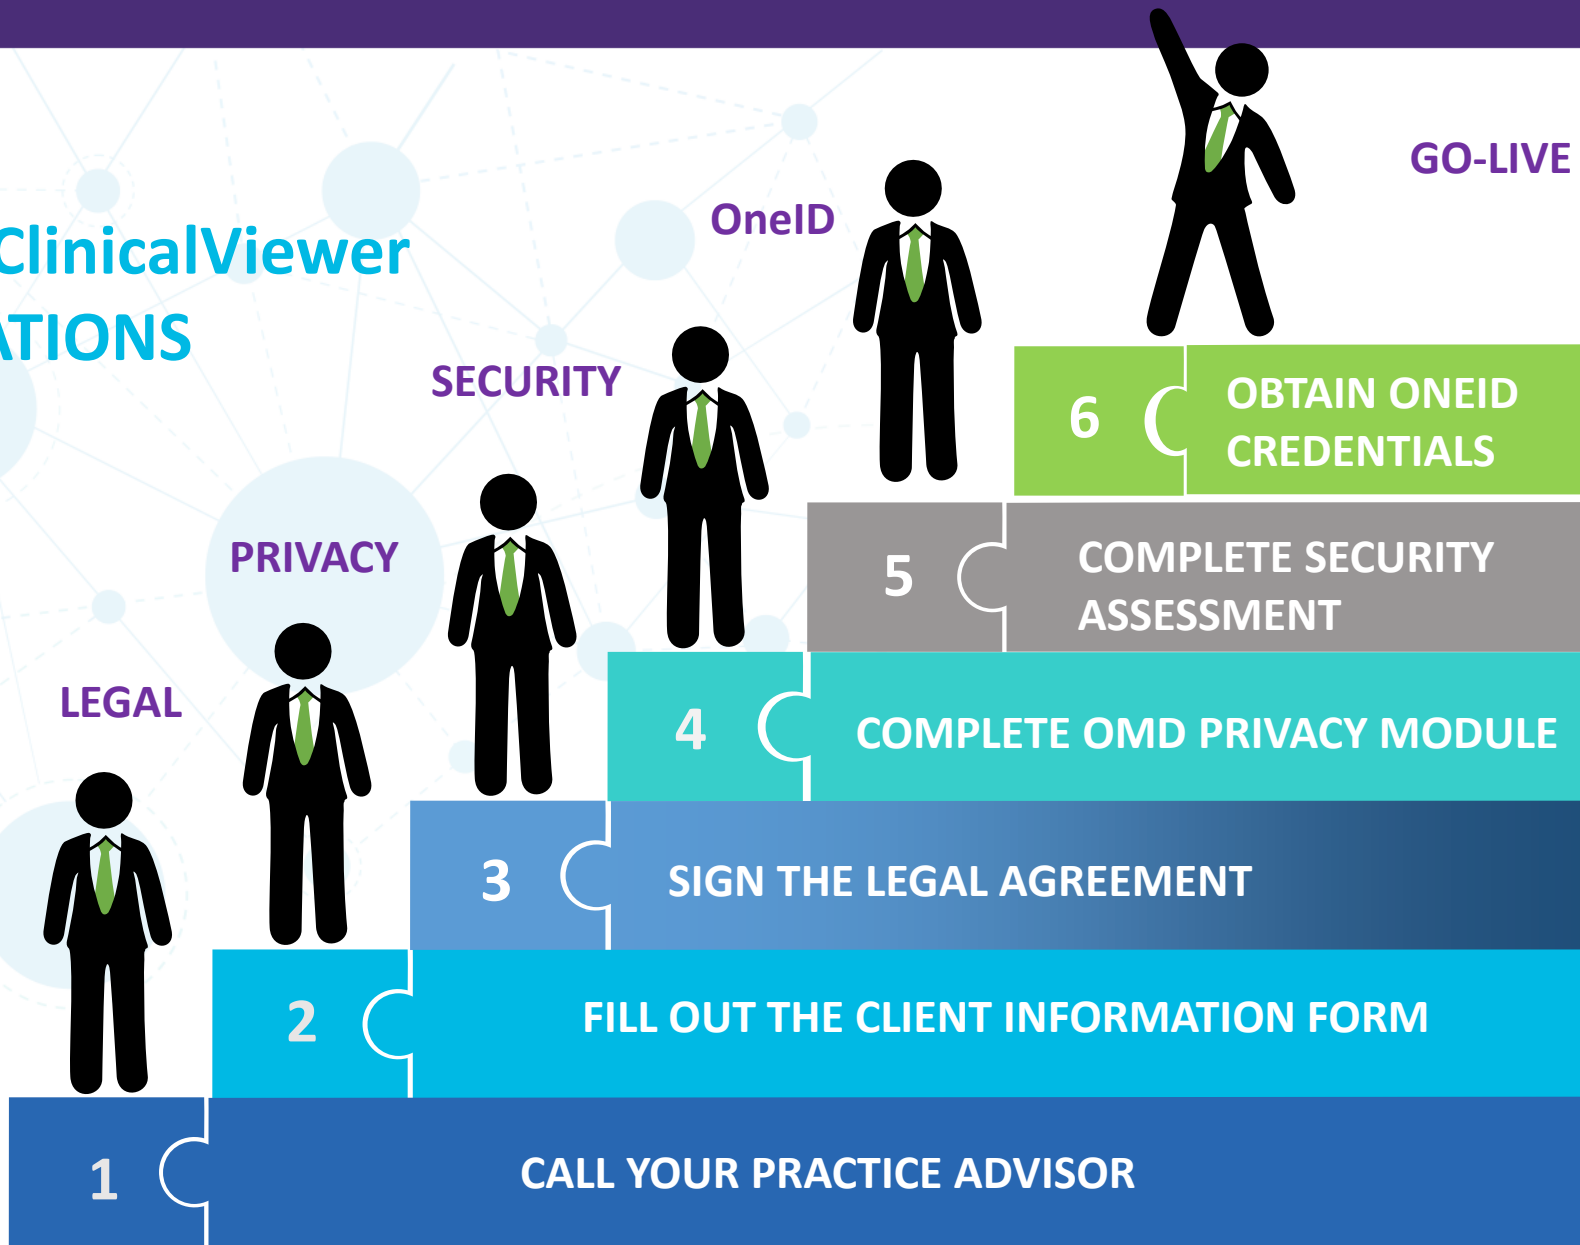 ClinicalViewer
ATIONS
GO-LIVE
OneID
SECURITY
PRIVACY
LEGAL
6
OBTAIN ONEID
CREDENTIALS
5
COMPLETE SECURITY
ASSESSMENT
4
COMPLETE OMD PRIVACY MODULE
3
SIGN THE LEGAL AGREEMENT
2
FILL OUT THE CLIENT INFORMATION FORM
1
CALL YOUR PRACTICE ADVISOR